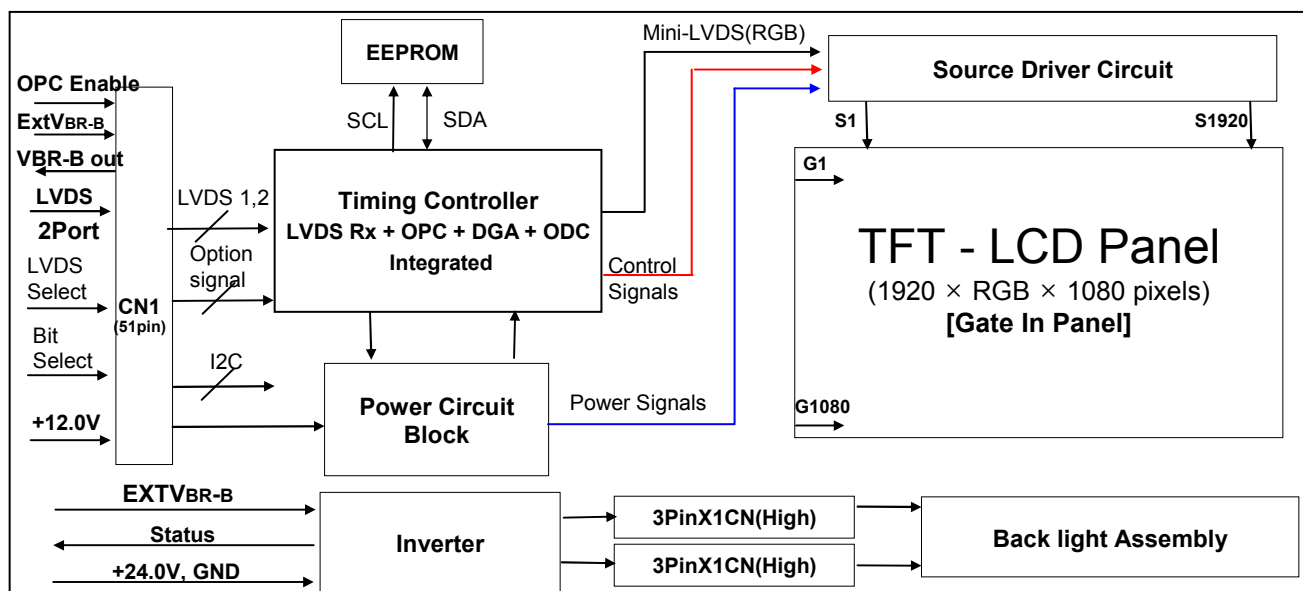 EEPROM
Mini-LVDS(RGB)
Source Driver Circuit
OPC Enable
ExtVBR-B
VBR-B out
LVDS
2Port
LVDS
Select
Bit
Select
+12.0V
CN1
(51pin)
SCL
SDA
LVDS 1,2
Option
signal
I2C
Timing Controller
LVDS Rx + OPC + DGA + ODC
Integrated
Control
Signals
Power Circuit
Block
Power Signals
S1
S1920
G1
TFT - LCD Panel
(1920 × RGB × 1080 pixels)
[Gate In Panel]
G1080
EXTVBR-B
Status
+24.0V, GND
Inverter
3PinX1CN(High)
3PinX1CN(High)
Back light Assembly